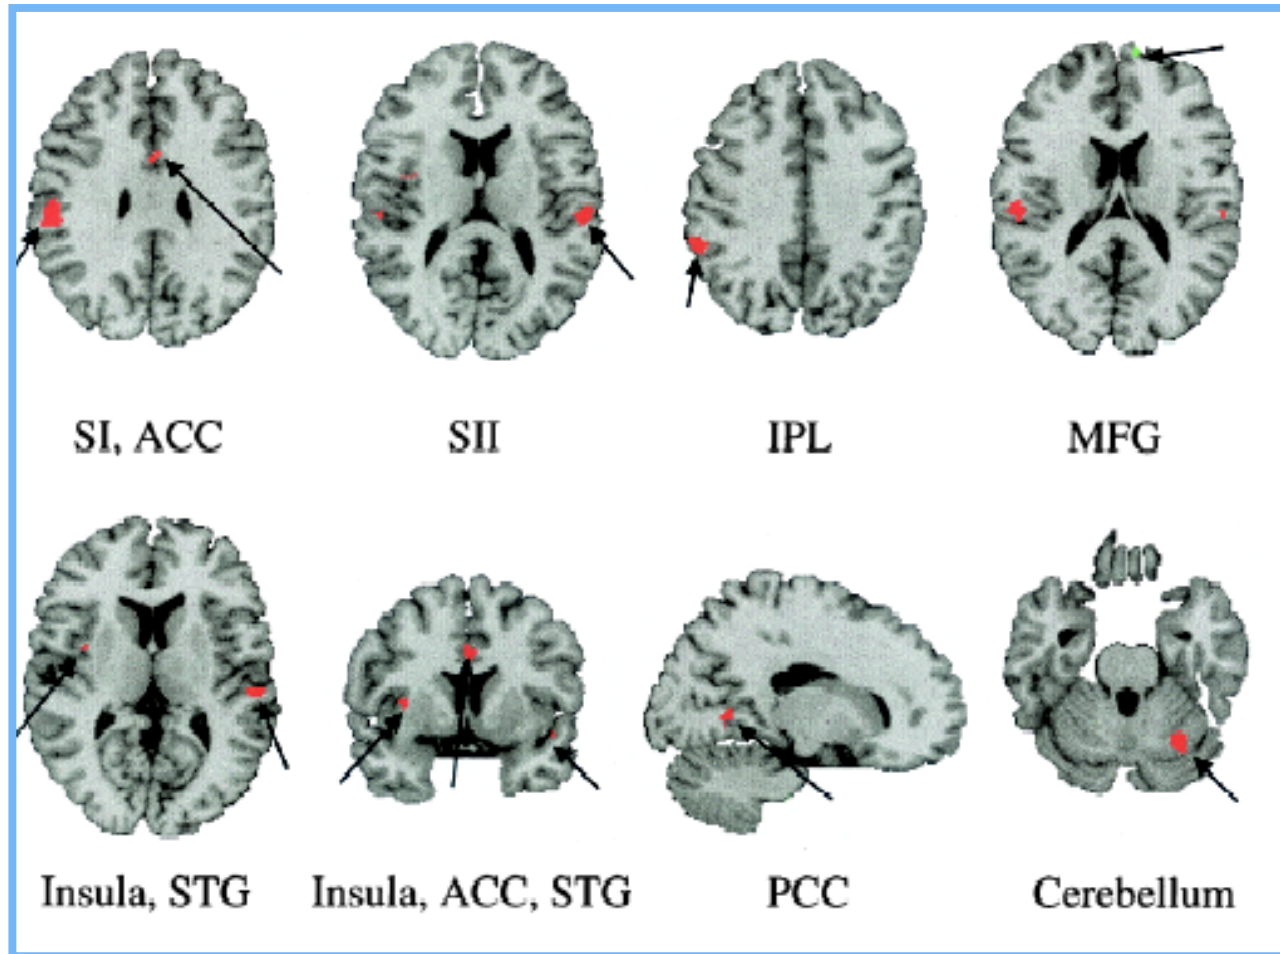 SI, ACC
SII
IPL
MFG
Insula, STG
Insula, ACC, STG
PCC
Cerebellum